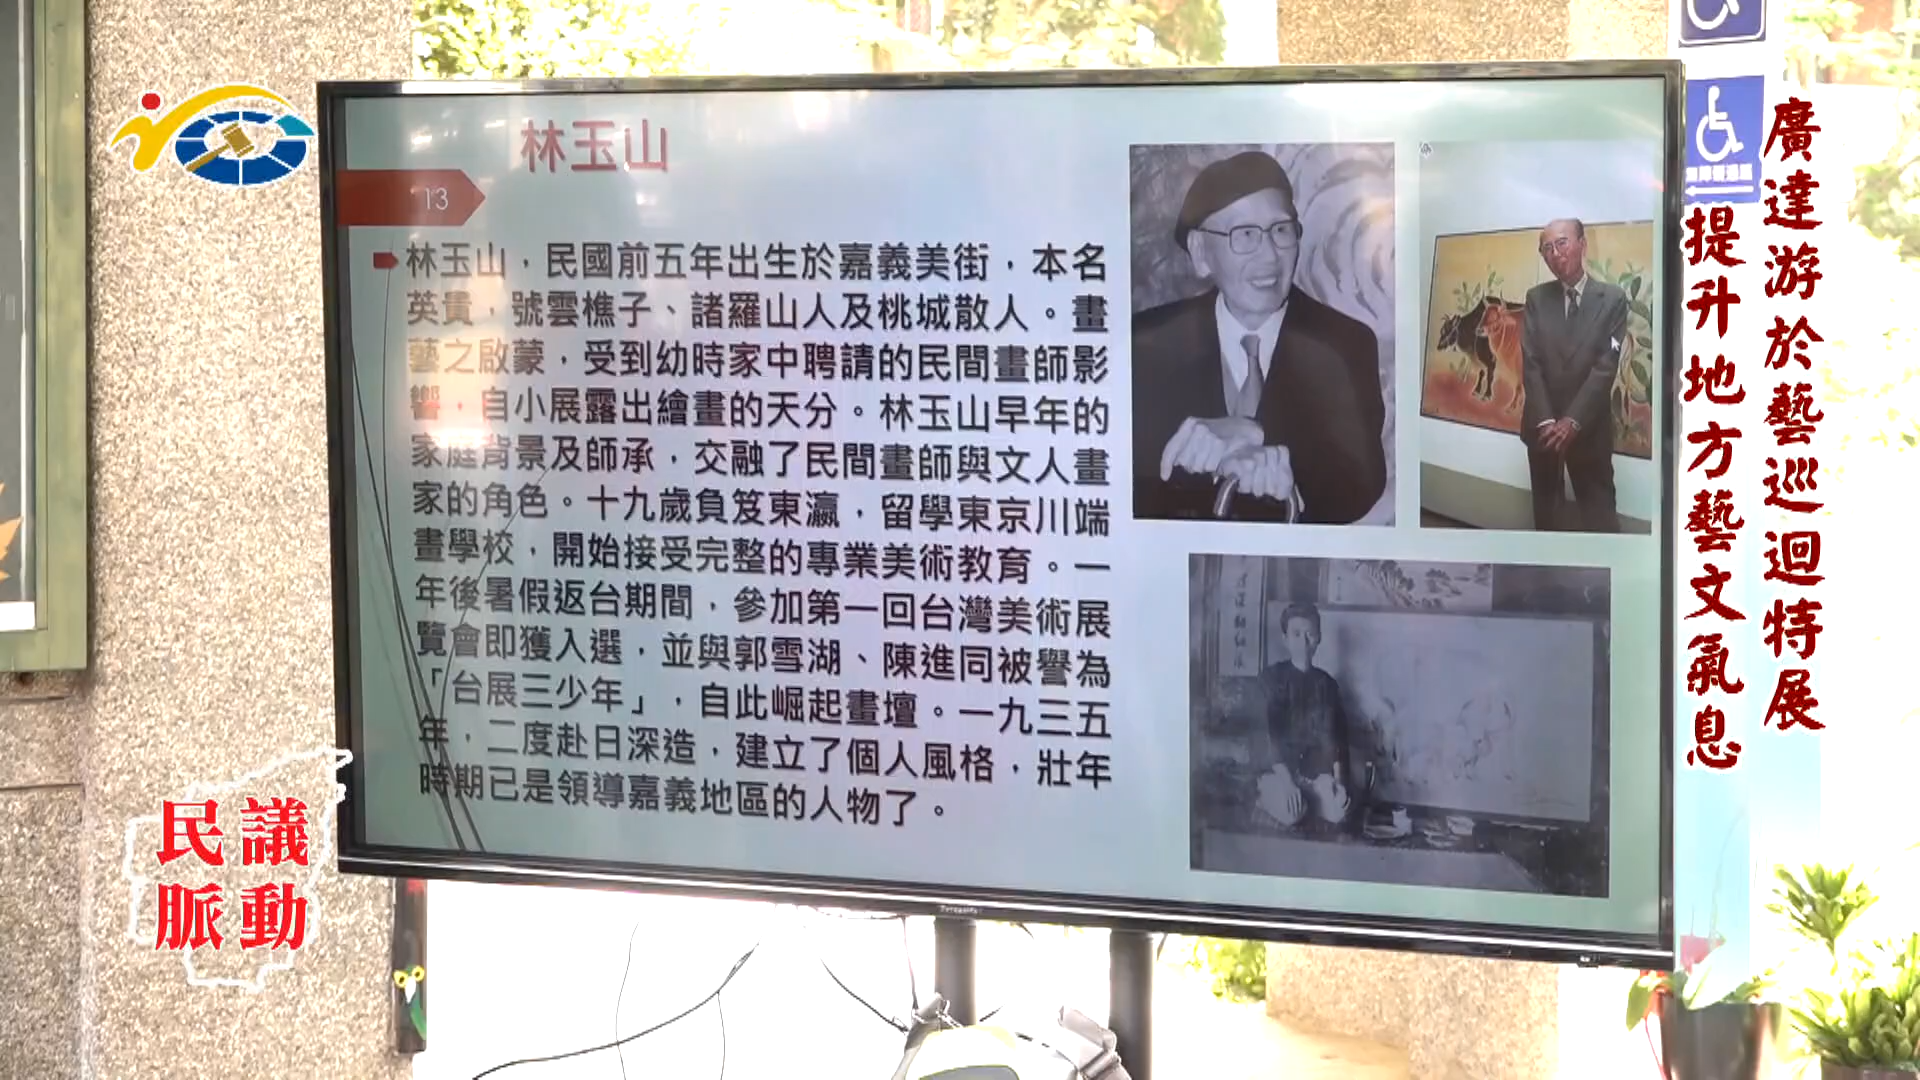 林玉山
13
林玉山，民國前五年出生於嘉義美街，本名
英貴，號雲樵子、諸羅山人及桃城散人。畫
藝之啟蒙，受到幼時家中聘請的民間畫師影
響，自小展露出繪畫的天分。林玉山早年的
家庭背景及師承，交融了民間畫師與文人畫
家的角色。十九歲負笈東瀛，留學東京川端
畫學校，開始接受完整的專業美術教育。一
年後暑假返台期間，參加第一回台灣美術展
覽會即獲入選，並與郭雪湖、陳進同被譽為
「台展三少年」，自此崛起畫壇。一九三五
年，二度赴日深造，建立了個人風格，壯年
時期已是領導嘉義地區的人物了。
廣達游於藝巡迴特展
提升地方藝文氣息
民議
脈動